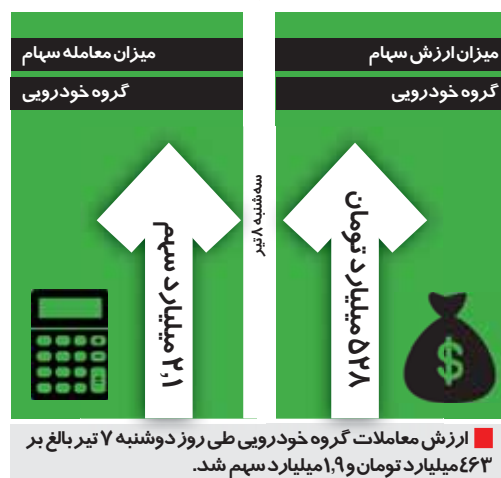 میزان ارزش سهام
گروه خودرویی
۵۲۸ میلیارد تومان
$
سه‌شنبه ۷ تیر
میزان معامله سهام
گروه خودرویی
۲٫۱ میلیارد سهم
ارزش معاملات گروه خودرویی طی روز دوشنبه ۷ تیر بالغ بر
۴۶۳ میلیارد تومان و ۱٫۹ میلیارد سهم شد.